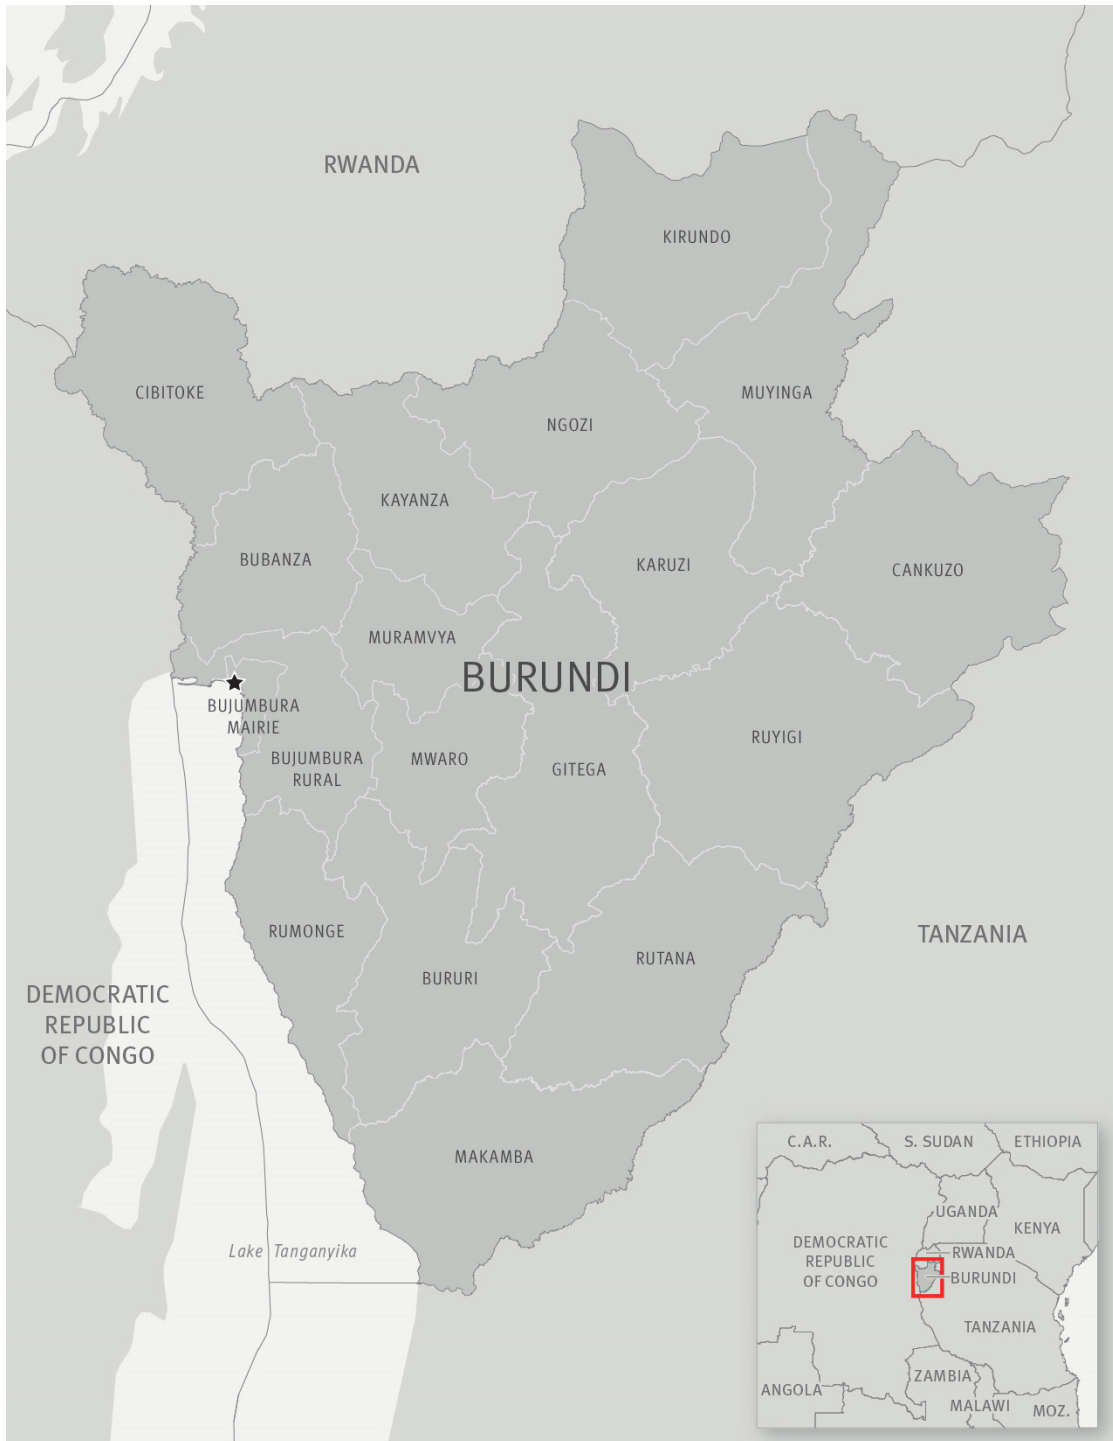 RWANDA
KIRUNDO
CIBITOKE
MUYINGA
NGOZI
KAYANZA
BUBANZA
KARUZI
CANKUZO
MURAMVYA
BURUNDI
BUJUMBURA
MAIRIE
RUYIGI
BUJUMBURA
RURAL
MWARO
GITEGA
RUMONGE
TANZANIA
RUTANA
BURURI
DEMOCRATIC
REPUBLIC
OF CONGO
MAKAMBA
Lake Tanganyika
C.A.R.
S. SUDAN
ETHIOPIA
UGANDA
KENYA
DEMOCRATIC
REPUBLIC
OF CONGO
RWANDA
BURUNDI
TANZANIA
ZAMBIA
ANGOLA
MALAWI
MOZ.